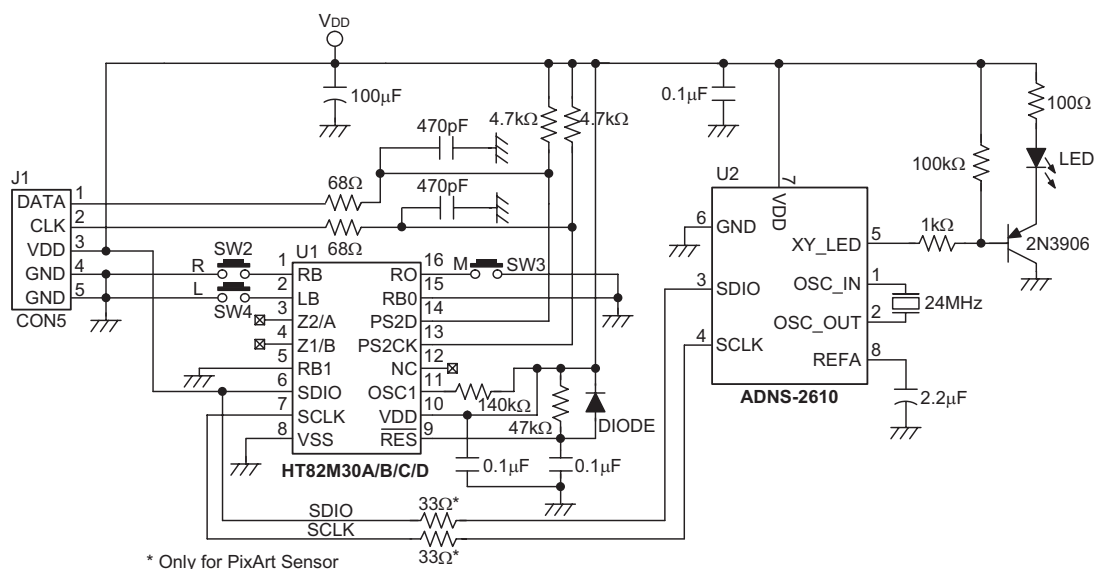 VDD
100μF
0.1μF
100Ω
LED
4.7kΩ
4.7kΩ
470pF
470pF
68Ω
68Ω
100kΩ
1kΩ
2N3906
J1
DATA 1
CLK 2
VDD 3
GND 4
GND 5
CON5
R
SW2
L
SW4
U1
1 RB
2 LB
3 Z2/A
4 Z1/B
5 RB1
6 SDIO
7 SCLK
8 VSS
RO 16
RB0 15
PS2D 14
PS2CK 13
NC 12
OSC1 11
VDD 10
RES 9
HT82M30A/B/C/D
M
SW3
140kΩ
47kΩ
DIODE
0.1μF
0.1μF
U2
7
VDD
6 GND
3 SDIO
4 SCLK
XY_LED 5
OSC_IN 1
OSC_OUT 2
REFA 8
ADNS-2610
24MHz
2.2μF
SDIO
33Ω*
SCLK
33Ω*
* Only for PixArt Sensor